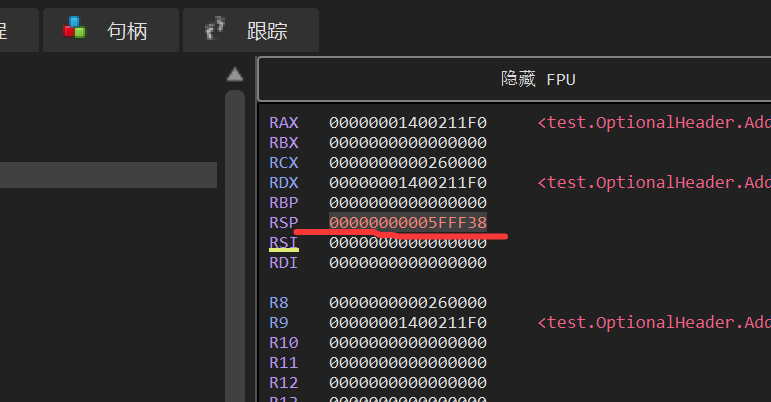 程 句柄 跟踪
隐藏 FPU
RAX 00000001400211F0 <test.OptionalHeader.Add
RBX 0000000000000000
RCX 0000000000260000
RDX 00000001400211F0 <test.OptionalHeader.Add
RBP 0000000000000000
RSP 00000000005FFF38
RSI 0000000000000000
RDI 0000000000000000
R8 0000000000260000
R9 00000001400211F0 <test.OptionalHeader.Add
R10 0000000000000000
R11 0000000000000000
R12 0000000000000000